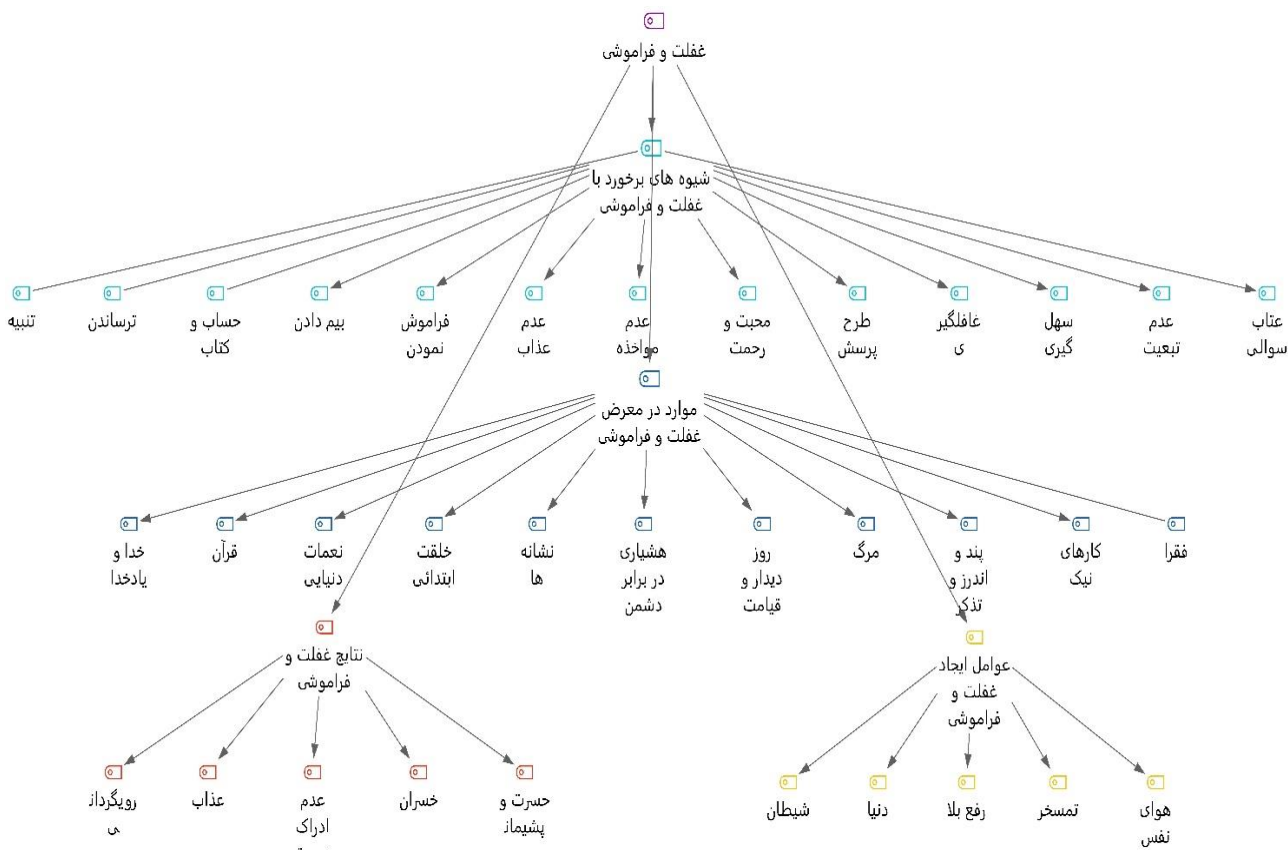 غفلت و فراموشی
شیوه های برخورد با
غفلت و فراموشی
عتاب
سوالی
عدم
تبعیت
سهل
گیری
غافلگیر
ی
طرح
پرسش
محبت و
رحمت
عدم
مواخذه
عدم
عذاب
فراموش
نمودن
بیم دادن
حساب و
کتاب
ترساندن
تنبیه
موارد در معرض
غفلت و فراموشی
فقرا
کارهای
نیک
پند و
اندرز و
تذکر
مرگ
روز
دیدار و
قیامت
هشیاری
در برابر
دشمن
نشانه
ها
خلقت
ابتدائی
نعمات
دنیایی
قرآن
خدا و
یادخدا
عوامل ایجاد
غفلت و
فراموشی
هوای
نفس
تمسخر
رفع بلا
دنیا
شیطان
نتایج غفلت و
فراموشی
حسرت و
پشیمان
خسران
عدم
ادراک
عذاب
رویگردان
ی